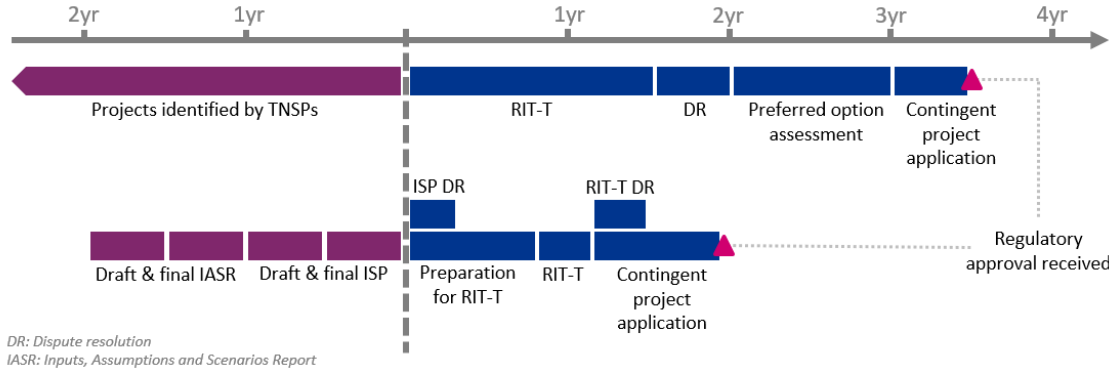 2yr
1yr
1yr
2yr
3yr
4yr
Projects identified by TNSPs
RIT-T
DR
Preferred option
assessment
Contingent
project
application
ISP DR
RIT-T DR
Draft & final IASR
Draft & final ISP
Preparation
for RIT-T
RIT-T
Contingent
project
application
Regulatory
approval received
DR: Dispute resolution
IASR: Inputs, Assumptions and Scenarios Report